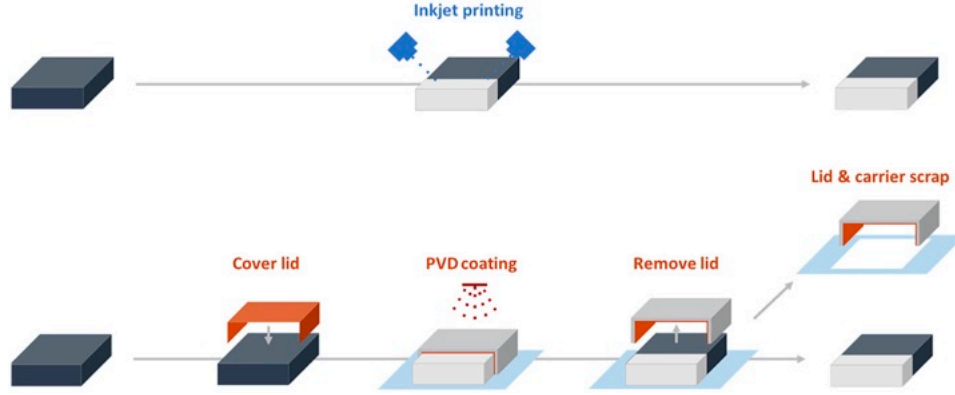 Inkjet printing
Lid & carrier scrap
Cover lid
PVD coating
Remove lid